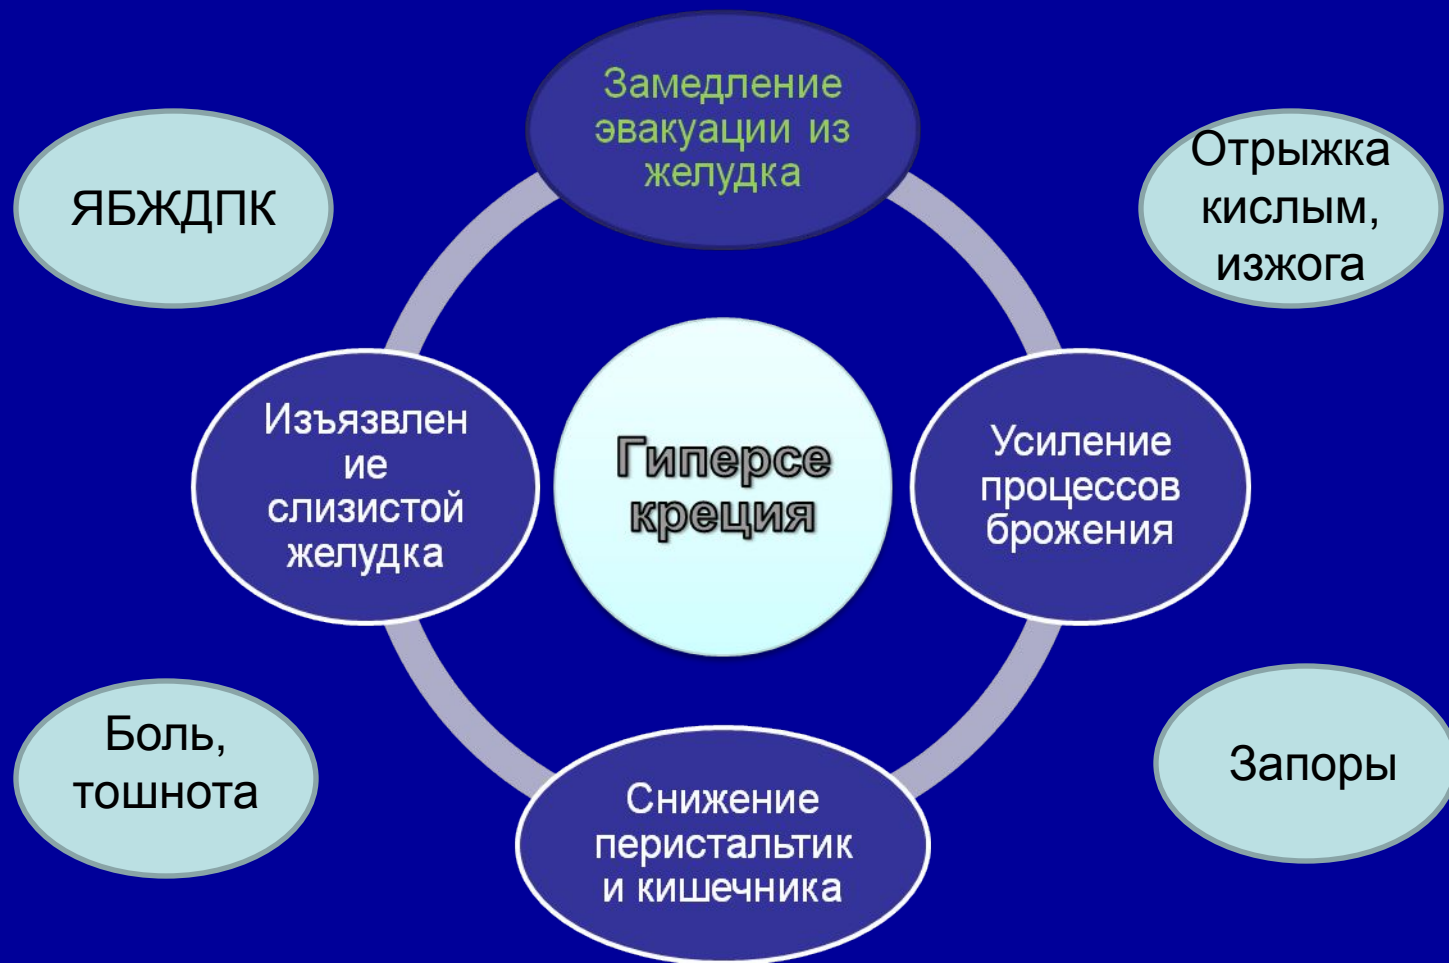 Замедление
эвакуации из
желудка
ЯБЖДПК
Отрыжка
кислым,
изжога
Изъязвлен
ие
слизистой
желудка
Гиперсе
креция
Усиление
процессов
брожения
Боль,
тошнота
Снижение
перистальтик
и кишечника
Запоры